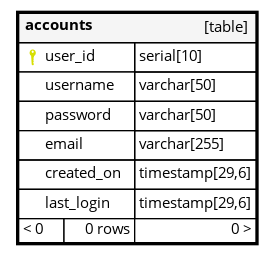 accounts [table]
user_id serial[10]
username varchar[50]
password varchar[50]
email varchar[255]
created_on timestamp[29,6]
last_login timestamp[29,6]
< 0 0 rows 0 >